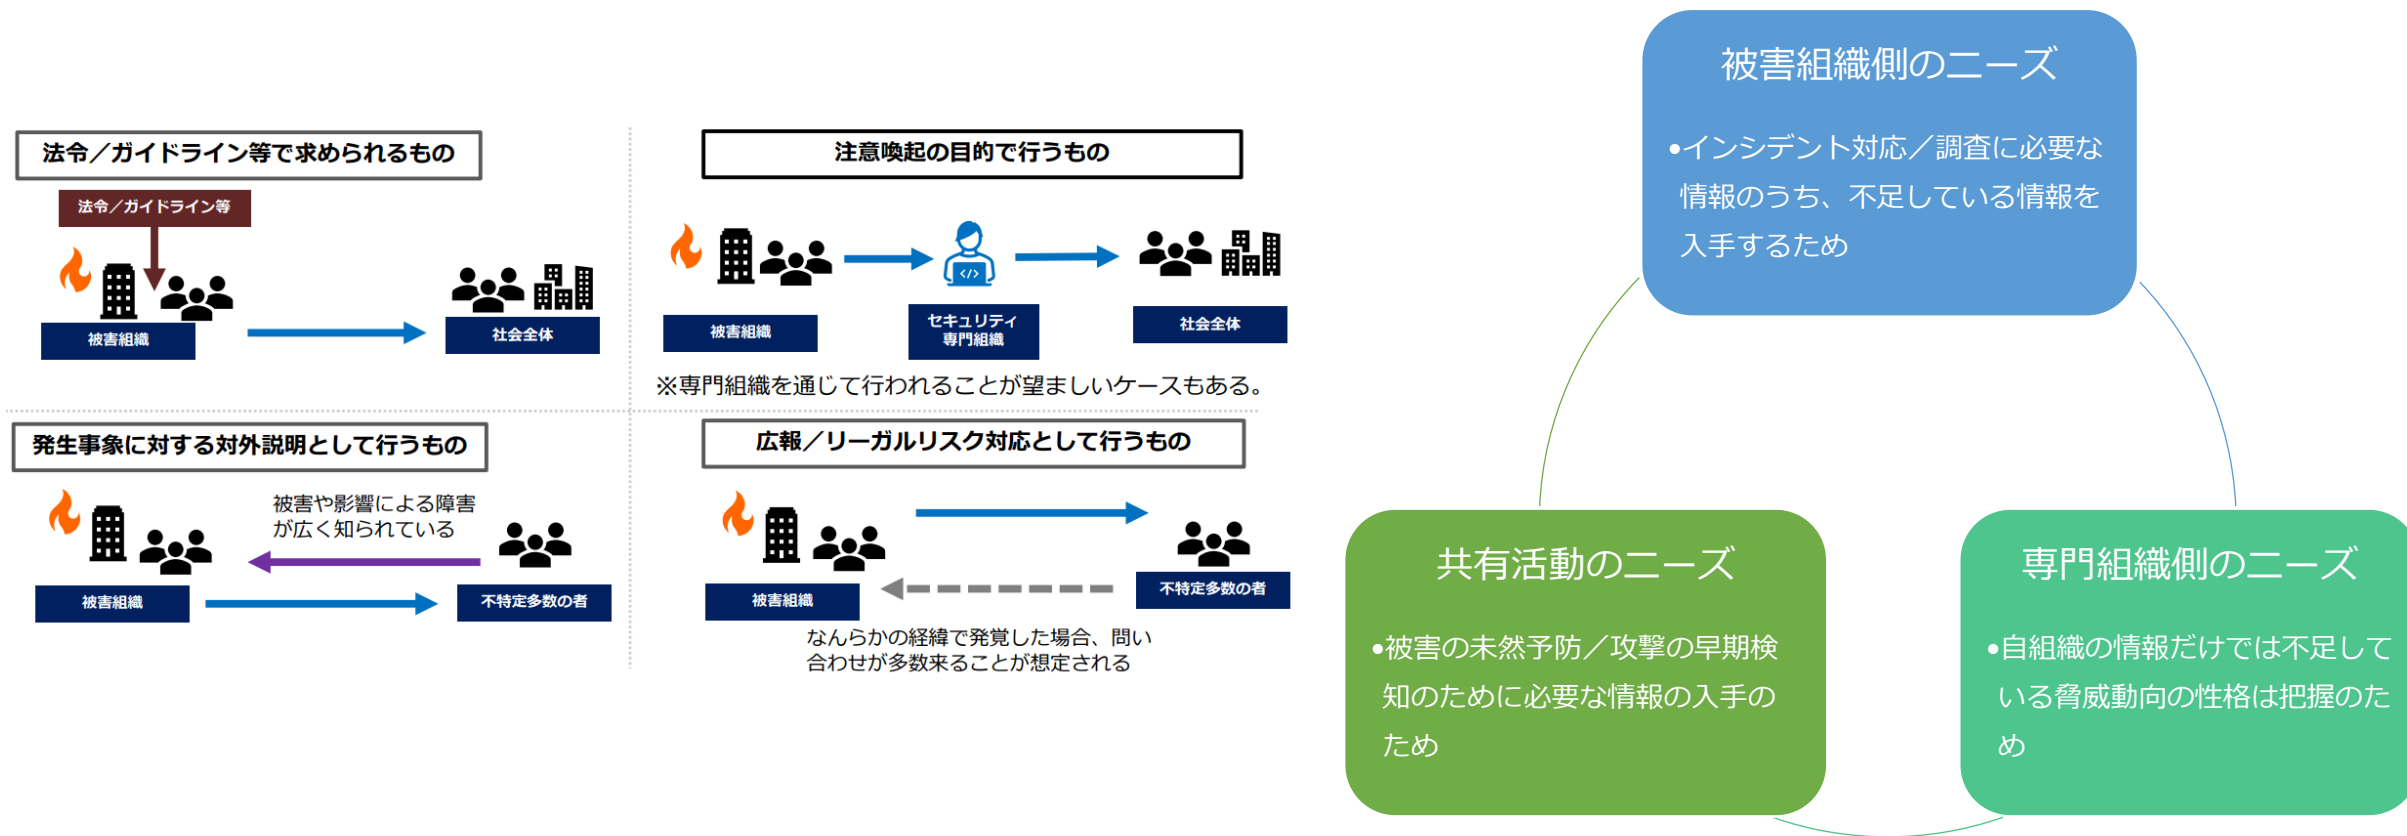 法令／ガイドライン等で求められるもの
法令／ガイドライン等
被害組織
社会全体
注意喚起の目的で行うもの
被害組織
セキュリティ
専門組織
社会全体
※専門組織を通じて行われることが望ましいケースもある。
発生事象に対する対外説明として行うもの
被害や影響による障害
が広く知られている
被害組織
不特定多数の者
広報／リーガルリスク対応として行うもの
被害組織
不特定多数の者
なんらかの経緯で発覚した場合、問い
合わせが多数来ることが想定される
被害組織側のニーズ
•インシデント対応／調査に必要な
情報のうち、不足している情報を
入手するため
共有活動のニーズ
•被害の未然予防／攻撃の早期検
知のために必要な情報の入手の
ため
専門組織側のニーズ
•自組織の情報だけでは不足して
いる脅威動向の性格は把握のた
め